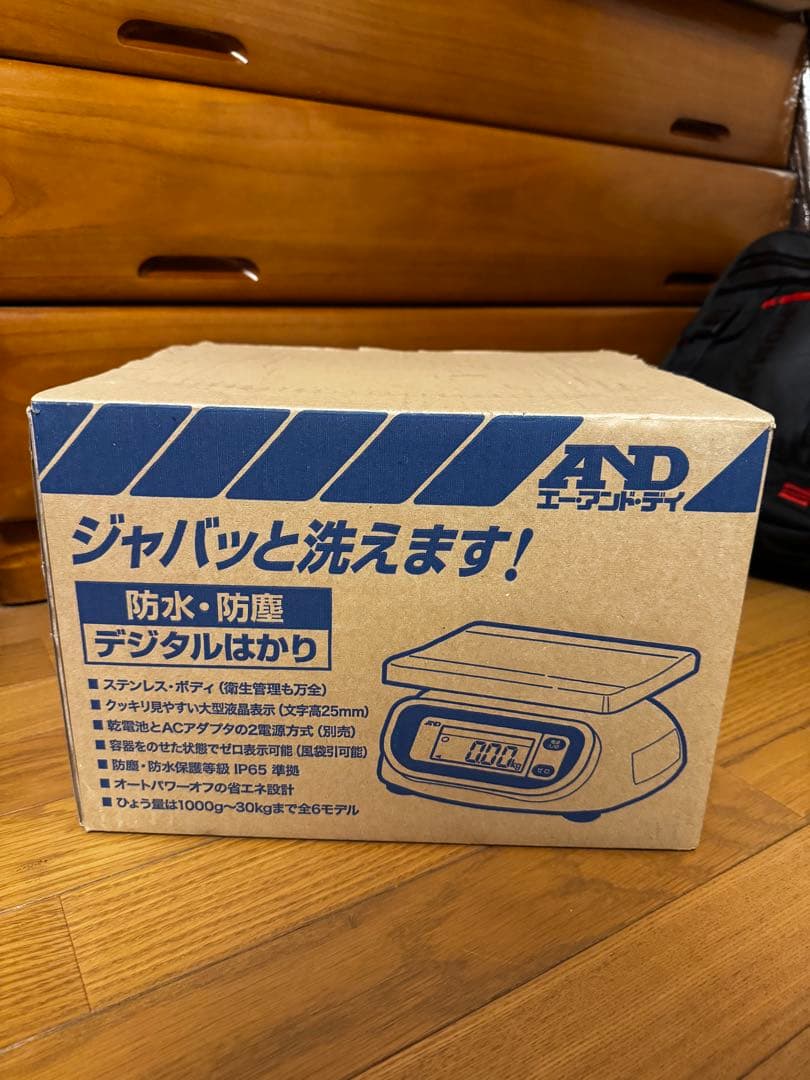 AND
エー・アンド・デイ
ジャバッと洗えます!
防水・防塵
デジタルはかり
■ ステンレス・ボディ (衛生管理も万全)
■ クッキリ見やすい大型液晶表示 (文字高25mm)
■ 乾電池とACアダプタの2電源方式 (別売)
■ 容器をのせた状態でゼロ表示可能 (風袋引可能)
■ 防塵・防水保護等級 IP65 準拠
■ オートパワーオフの省エネ設計
■ ひょう量は1000g〜30kgまで全6モデル
AND
0.00kg
ゼロ